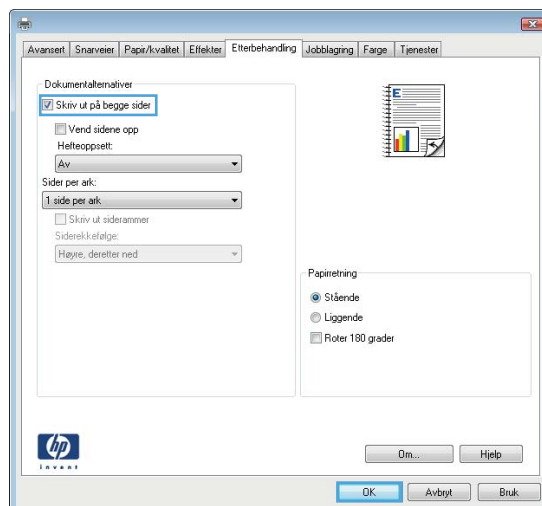 Avansert Snarveier Papir/kvalitet Effekter Etterbehandling Jobblagring Farge Tjenester
Dokumentalternativer
Skriv ut på begge sider
Vend sidene opp
Hefteoppsett:
Av
Sider per ark:
1 side per ark
Skriv ut siderammer
Siderekkefølge:
Høyre, deretter ned
E
Papirretning
Stående
Liggende
Roter 180 grader
hp
invent
Om... Hjelp
OK Avbryt Bruk